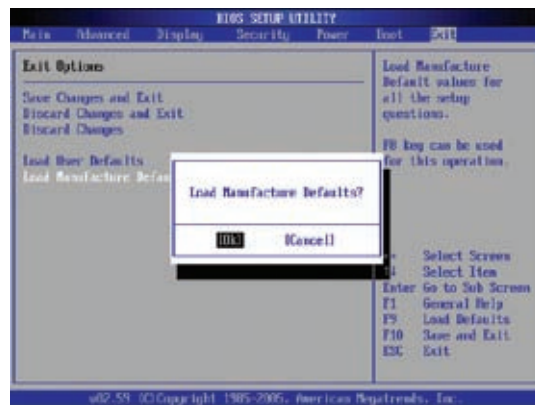 BIOS SETUP UTILITY
Main Advanced Display Security Power Boot Exit
Exit Options
Save Changes and Exit
Discard Changes and Exit
Discard Changes
Load User Defaults
Load Manufacture Defau
Load Manufacture Defaults?
[Ok] [Cancel]
Load Manufacture
Default values for
all the setup
questions.
F8 key can be used
for this operation.
Select Screen
Select Item
Enter Go to Sub Screen
F1 General Help
F9 Load Defaults
F10 Save and Exit
ESC Exit
v02.59 (C)Copyright 1985-2005, American Megatrends, Inc.